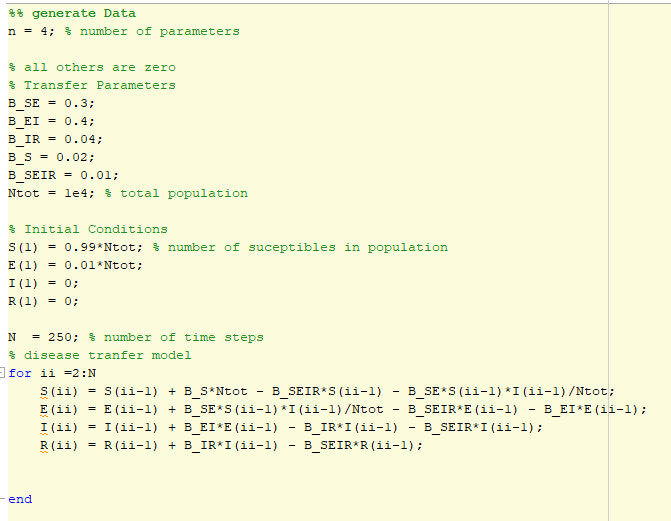 %% generate Data
n = 4; % number of parameters
% all others are zero
% Transfer Parameters
B_SE = 0.3;
B_EI = 0.4;
B_IR = 0.04;
B_S = 0.02;
B_SEIR = 0.01;
Ntot = 1e4; % total population
% Initial Conditions
S(1) = 0.99*Ntot; % number of suceptibles in population
E(1) = 0.01*Ntot;
I(1) = 0;
R(1) = 0;
N  = 250; % number of time steps
% disease tranfer model
for ii =2:N
    S(ii) = S(ii-1) + B_S*Ntot - B_SEIR*S(ii-1) - B_SE*S(ii-1)*I(ii-1)/Ntot;
    E(ii) = E(ii-1) + B_SE*S(ii-1)*I(ii-1)/Ntot - B_SEIR*E(ii-1) - B_EI*E(ii-1);
    I(ii) = I(ii-1) + B_EI*E(ii-1) - B_IR*I(ii-1) - B_SEIR*I(ii-1);
    R(ii) = R(ii-1) + B_IR*I(ii-1) - B_SEIR*R(ii-1);
end